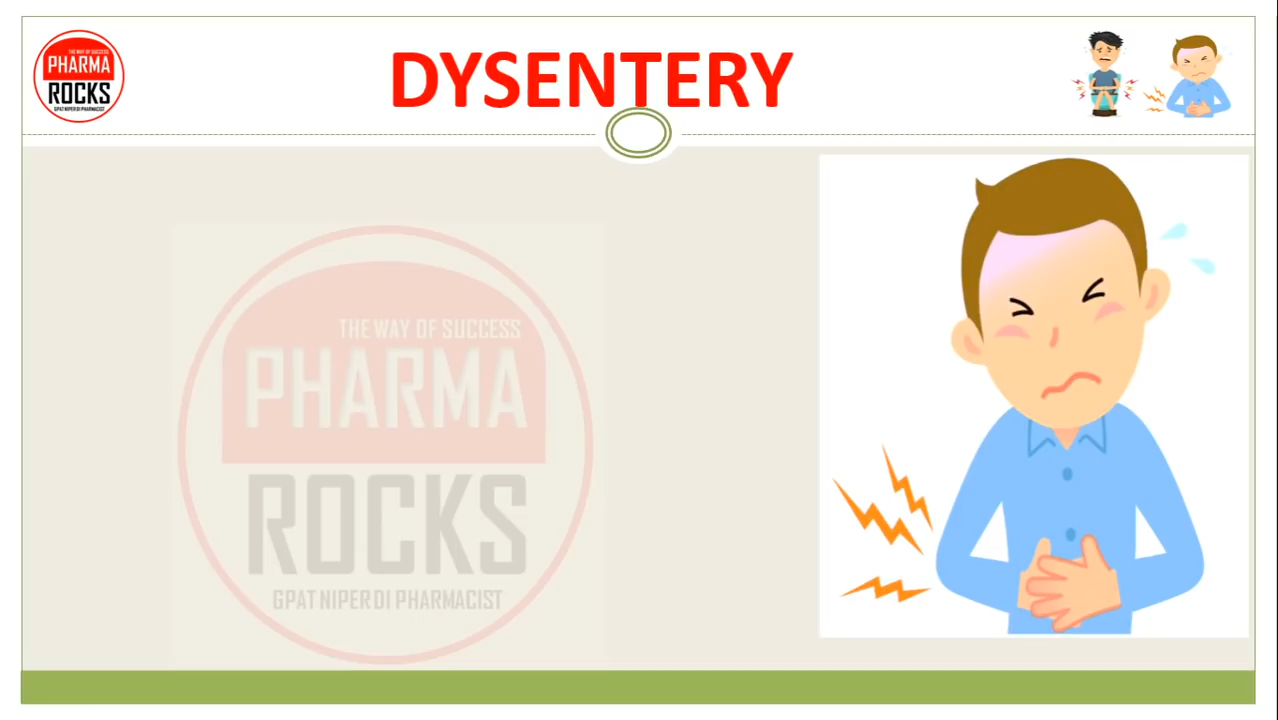 THE WAY OF SUCCESS
PHARMA
ROCKS
GPAT NIPER DI PHARMACIST
DYSENTERY
THE WAY OF SUCCESS
PHARMA
ROCKS
GPAT NIPER DI PHARMACIST